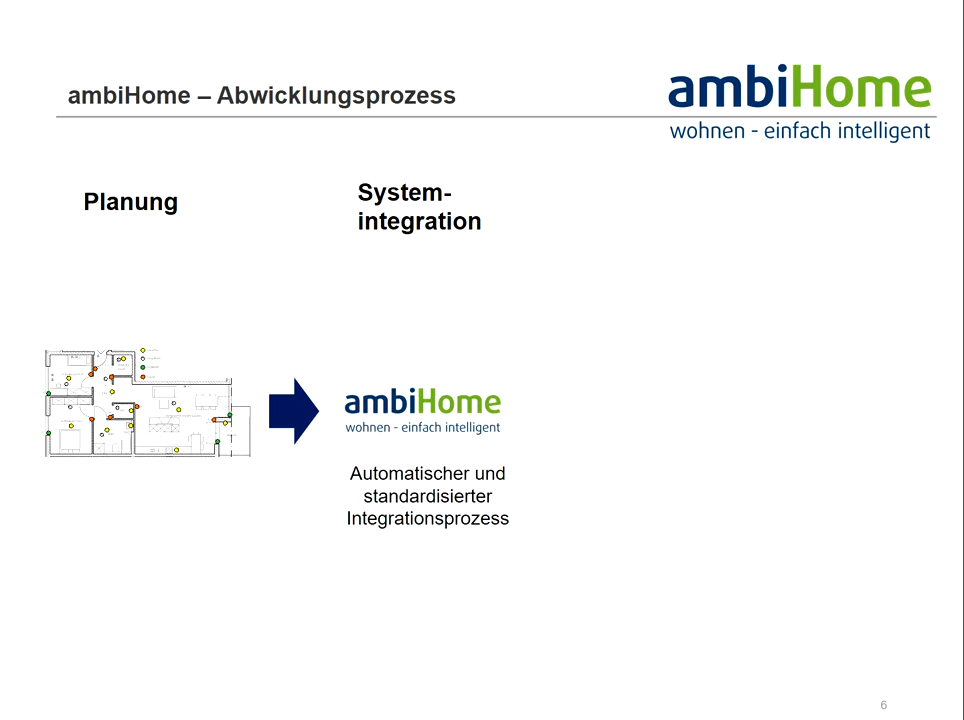 ambiHome – Abwicklungsprozess
ambiHome
wohnen - einfach intelligent
Planung
System-
integration
ambiHome
wohnen - einfach intelligent
Automatischer und
standardisierter
Integrationsprozess
6